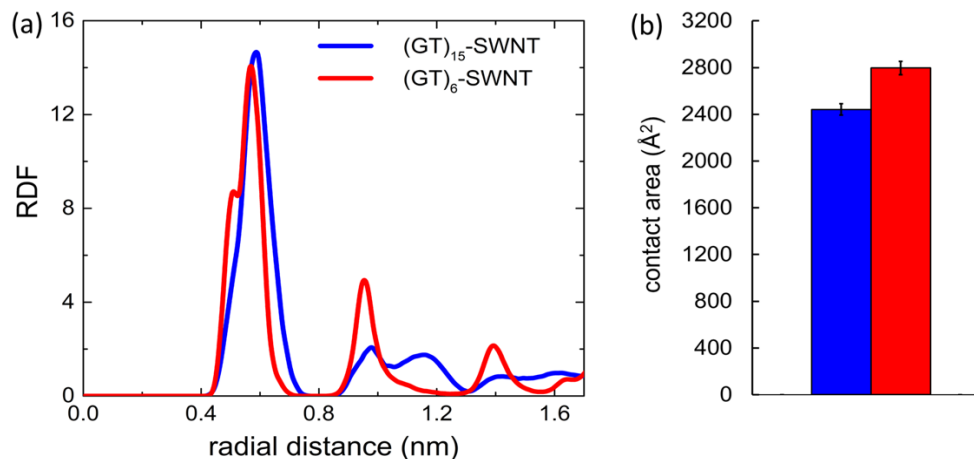 (a)
RDF
16
12
8
4
0
(GT)₁₅-SWNT
(GT)₆-SWNT
0.0 0.4 0.8 1.2 1.6
radial distance (nm)
(b)
contact area (Å²)
2800
2400
2000
1600
1200
800
400
0